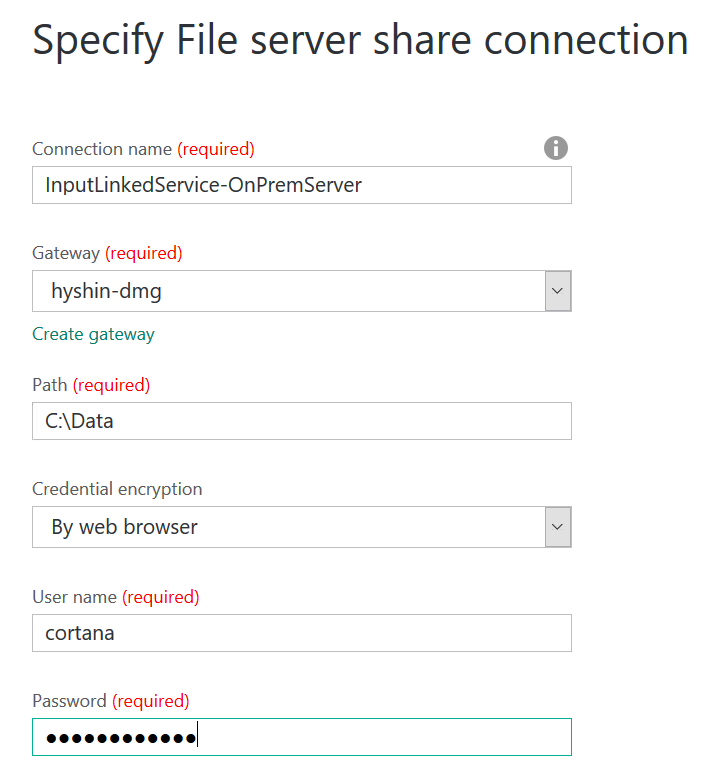 Specify File server share connection
Connection name (required)
InputLinkedService-OnPremServer
Gateway (required)
hyshin-dmg
Create gateway
Path (required)
C:\Data
Credential encryption
By web browser
User name (required)
cortana
Password (required)
●●●●●●●●●●●●